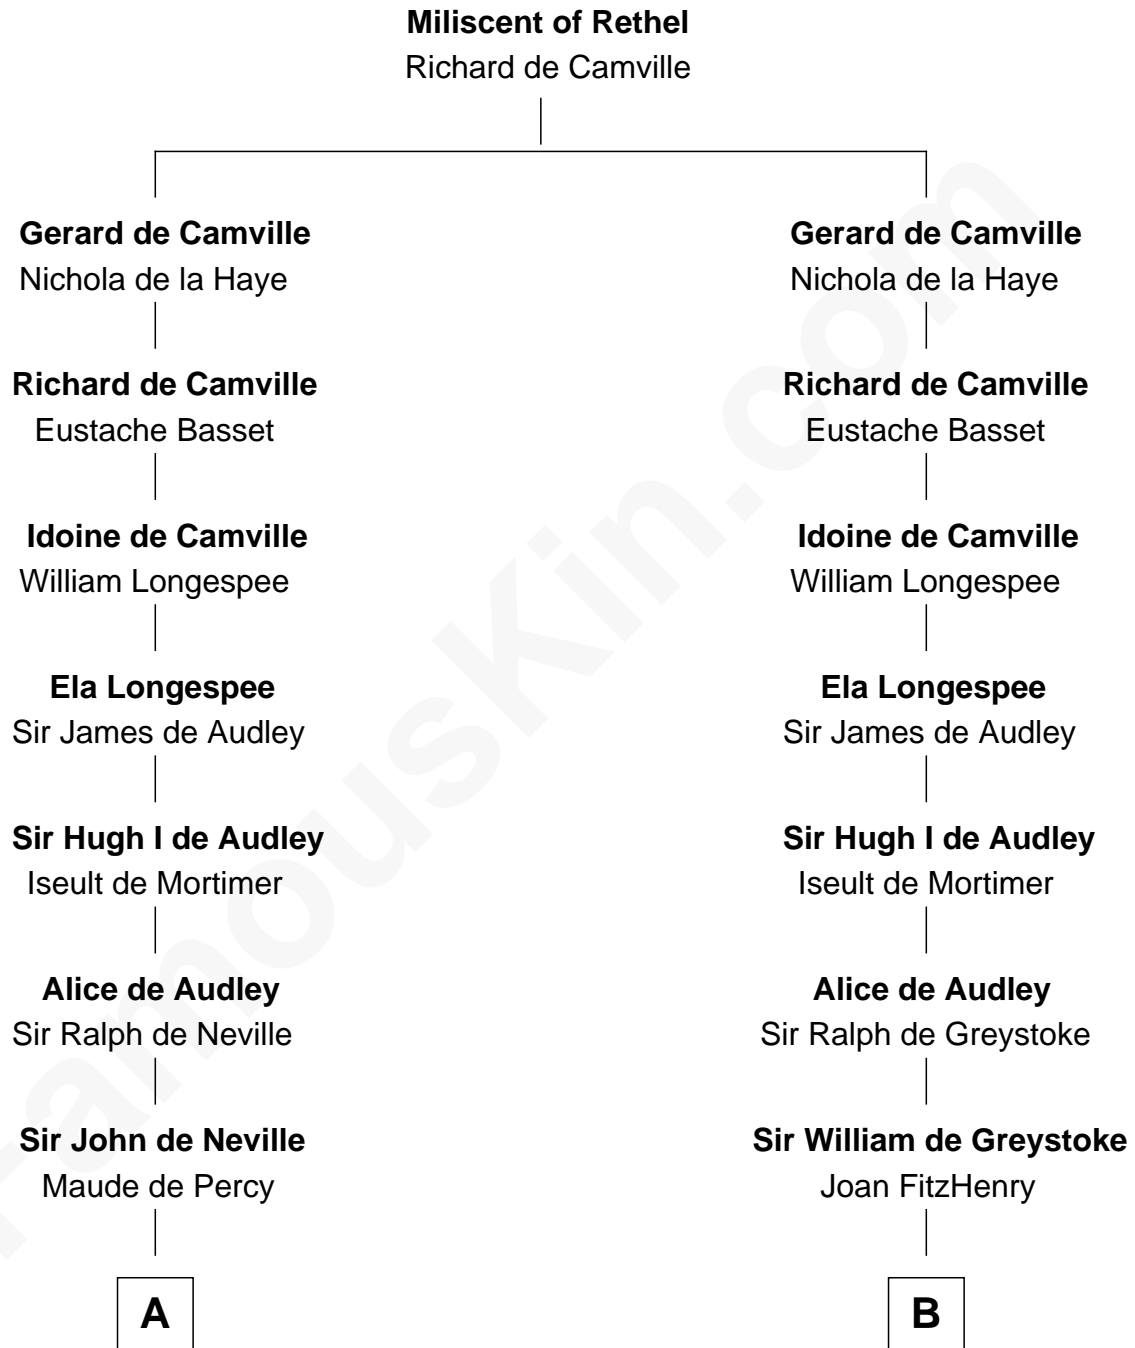 Miliscent of Rethel
Richard de Camville
Gerard de Camville
Nichola de la Haye
Richard de Camville
Eustache Basset
Idoine de Camville
William Longespee
Ela Longespee
Sir James de Audley
Sir Hugh I de Audley
Iseult de Mortimer
Alice de Audley
Sir Ralph de Neville
Sir John de Neville
Maude de Percy
A
Gerard de Camville
Nichola de la Haye
Richard de Camville
Eustache Basset
Idoine de Camville
William Longespee
Ela Longespee
Sir James de Audley
Sir Hugh I de Audley
Iseult de Mortimer
Alice de Audley
Sir Ralph de Greystoke
Sir William de Greystoke
Joan FitzHenry
B
FamousKin.com